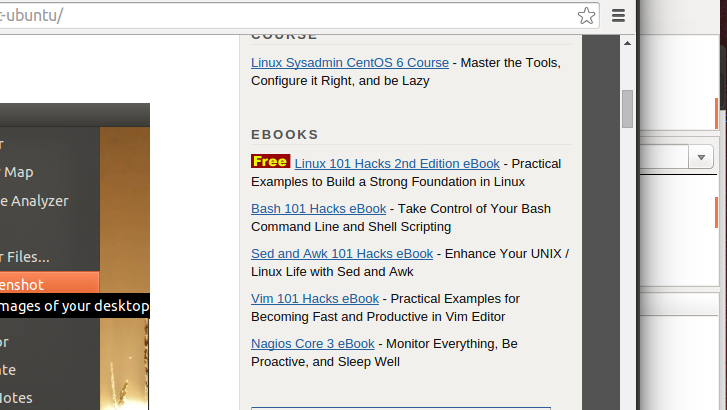 -ubuntu/
COURSE
Linux Sysadmin CentOS 6 Course - Master the Tools,
Configure it Right, and be Lazy
EBOOKS
Free Linux 101 Hacks 2nd Edition eBook - Practical
Examples to Build a Strong Foundation in Linux
Bash 101 Hacks eBook - Take Control of Your Bash
Command Line and Shell Scripting
Sed and Awk 101 Hacks eBook - Enhance Your UNIX /
Linux Life with Sed and Awk
Vim 101 Hacks eBook - Practical Examples for
Becoming Fast and Productive in Vim Editor
Nagios Core 3 eBook - Monitor Everything, Be
Proactive, and Sleep Well
r
Map
e Analyzer
r Files...
enshot
mages of your desktop
or
ate
Notes